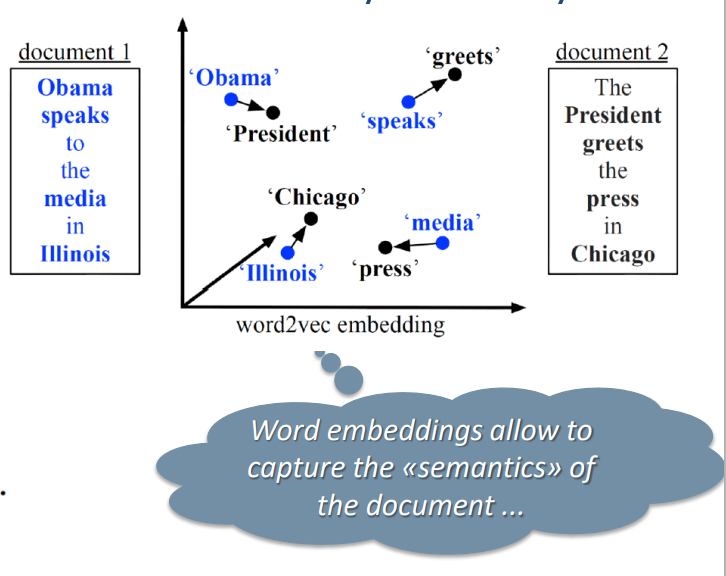 document 1
Obama
speaks
to
the
media
in
Illinois
‘Obama’
‘President’
‘greets’
‘speaks’
‘Chicago’
‘Illinois’
‘media’
‘press’
word2vec embedding
document 2
The
President
greets
the
press
in
Chicago
.
Word embeddings allow to
capture the «semantics» of
the document ...